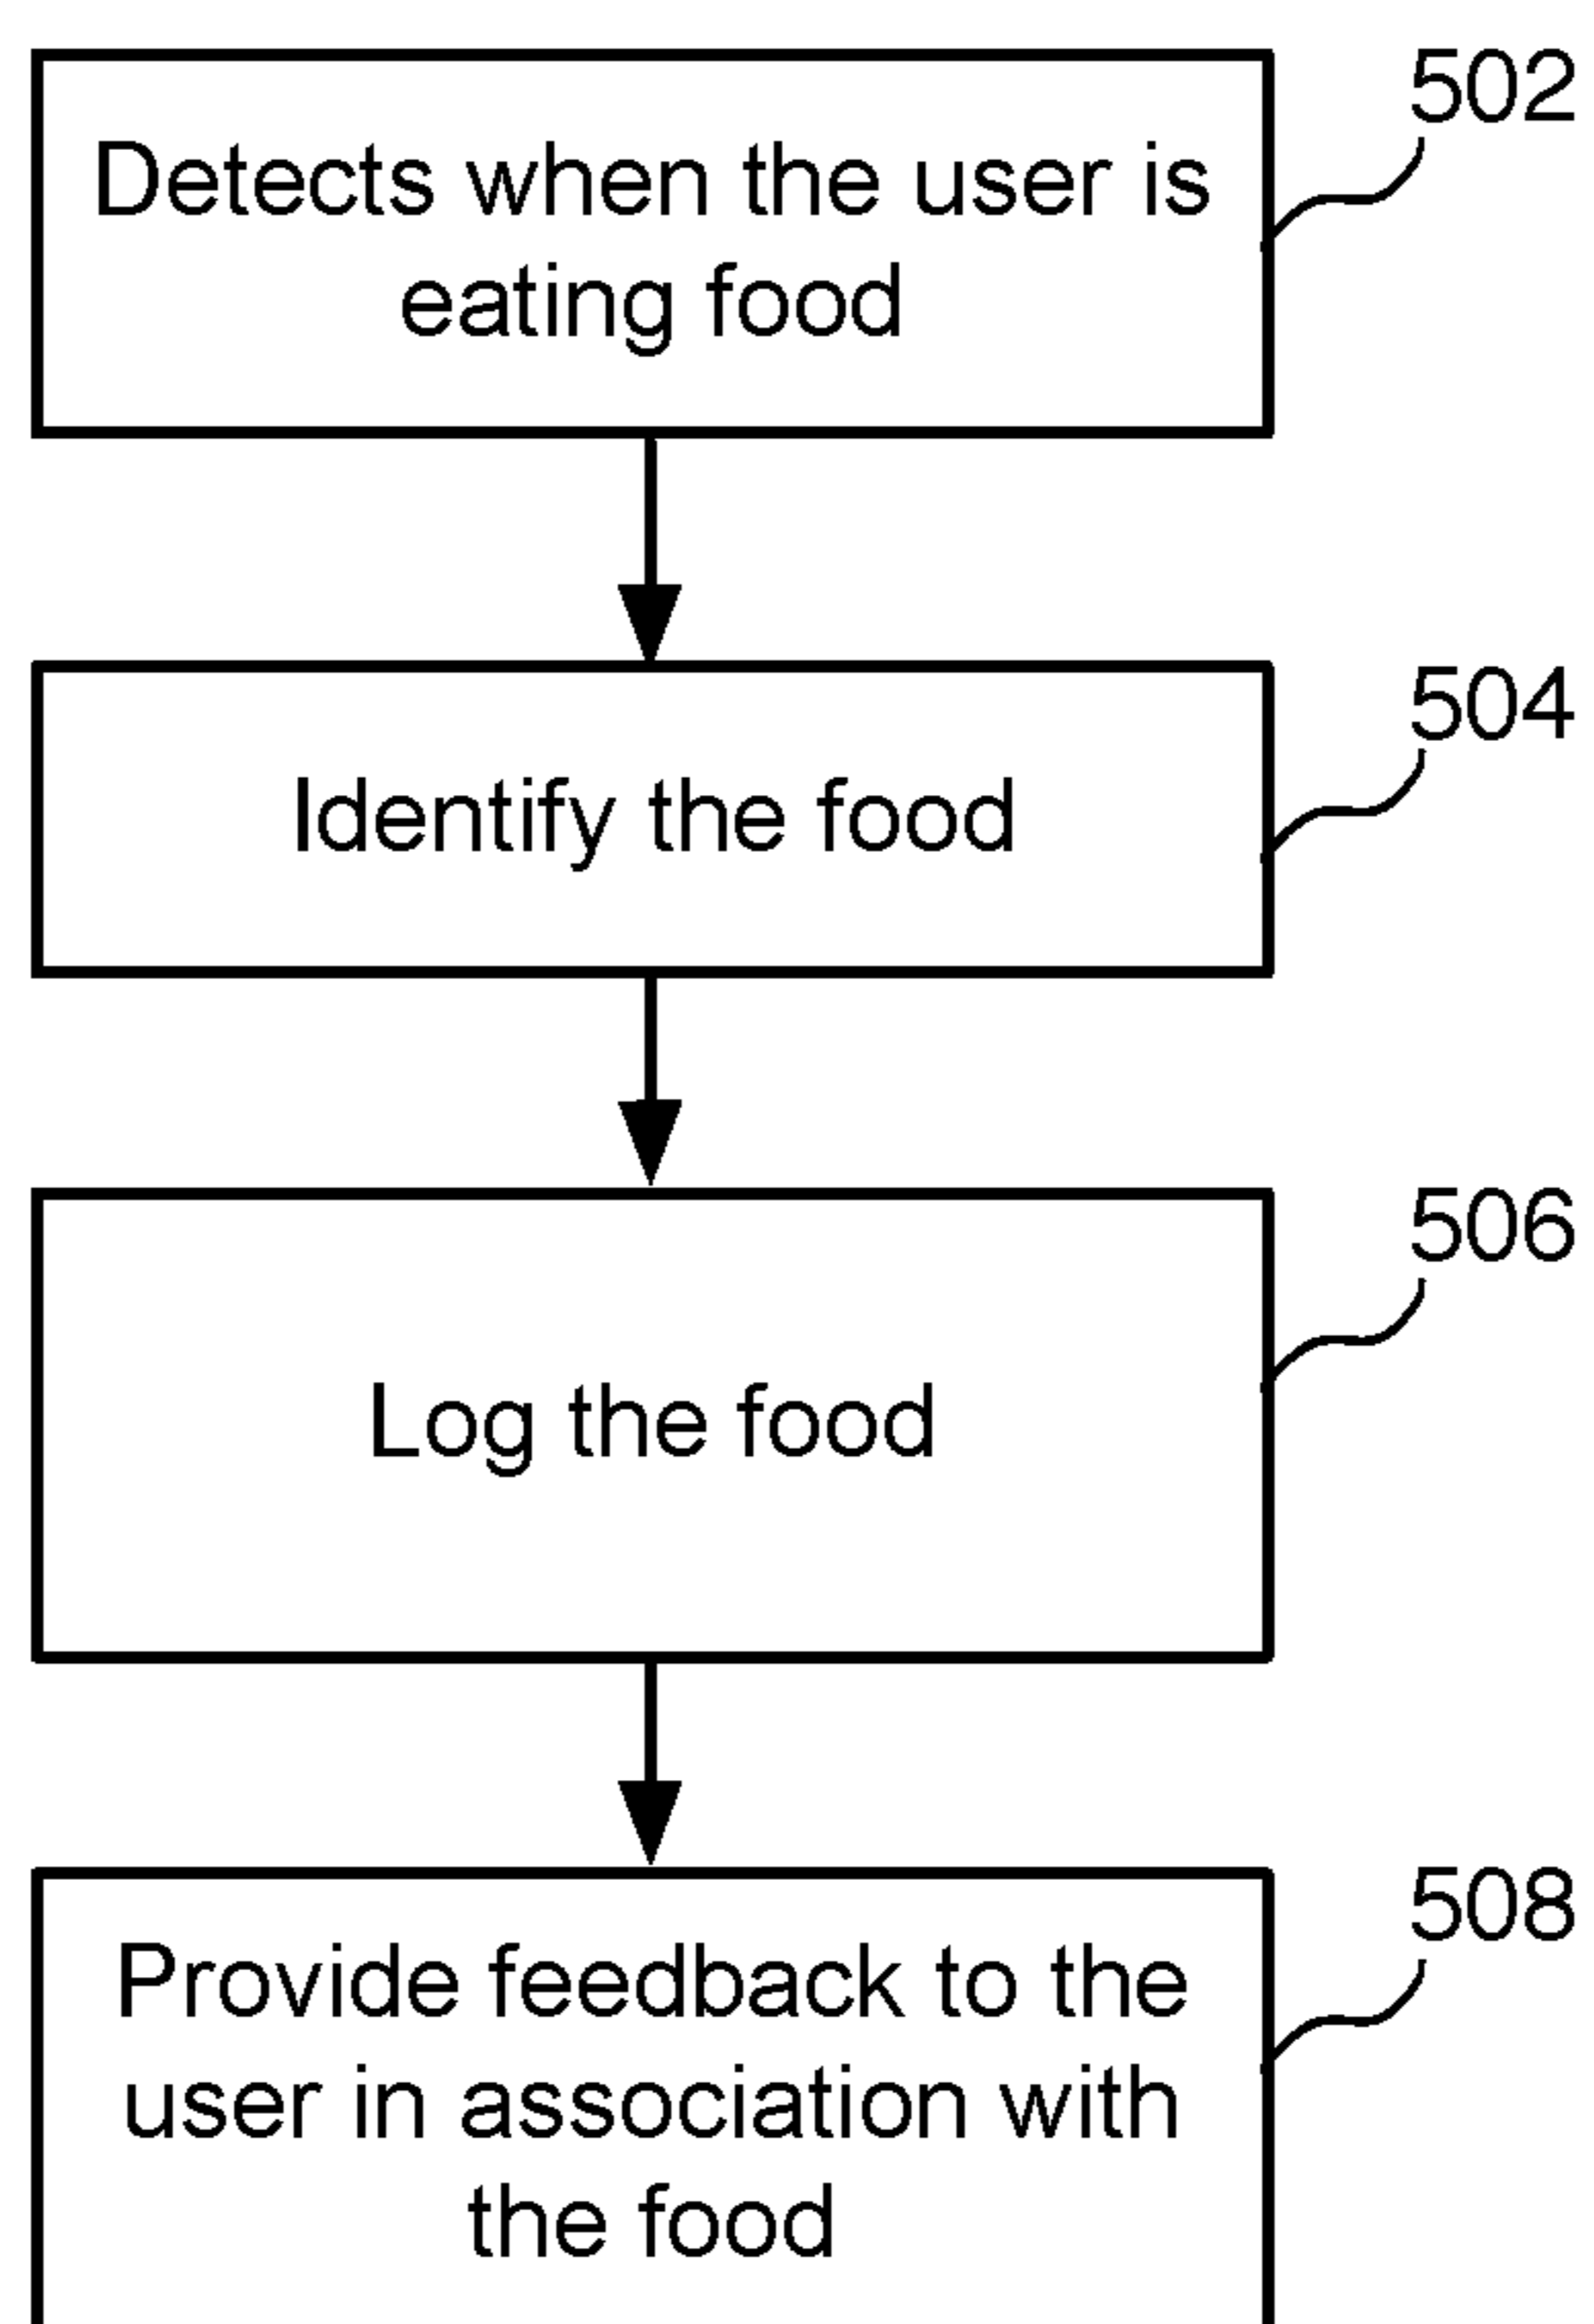 502
Detects when the user is
eating food
504
Identify the food
506
Log the food
508
Provide feedback to the
user in association with
the food